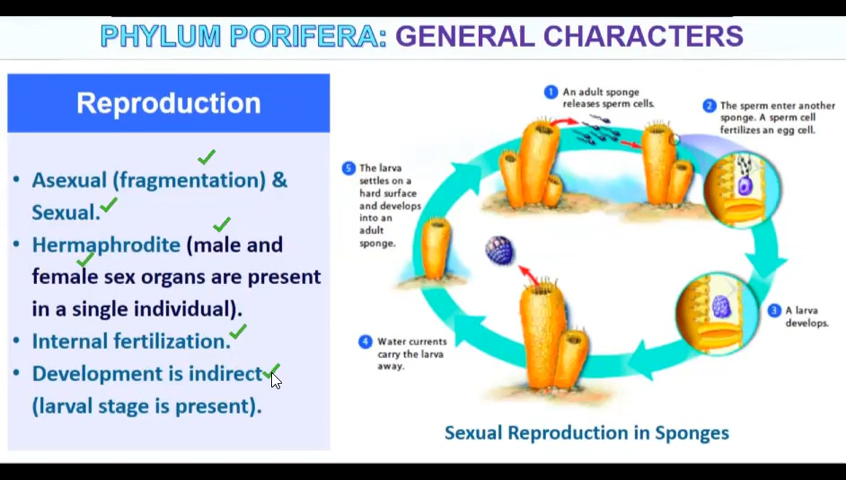 PHYLUM PORIFERA: GENERAL CHARACTERS
Reproduction
• Asexual (fragmentation) &
Sexual.
• Hermaphrodite (male and
female sex organs are present
in a single individual).
• Internal fertilization.
• Development is indirect
(larval stage is present).
1 An adult sponge
releases sperm cells.
2 The sperm enter another
sponge. A sperm cell
fertilizes an egg cell.
3 A larva
develops.
4 Water currents
carry the larva
away.
5 The larva
settles on a
hard surface
and develops
into an
adult
sponge.
Sexual Reproduction in Sponges